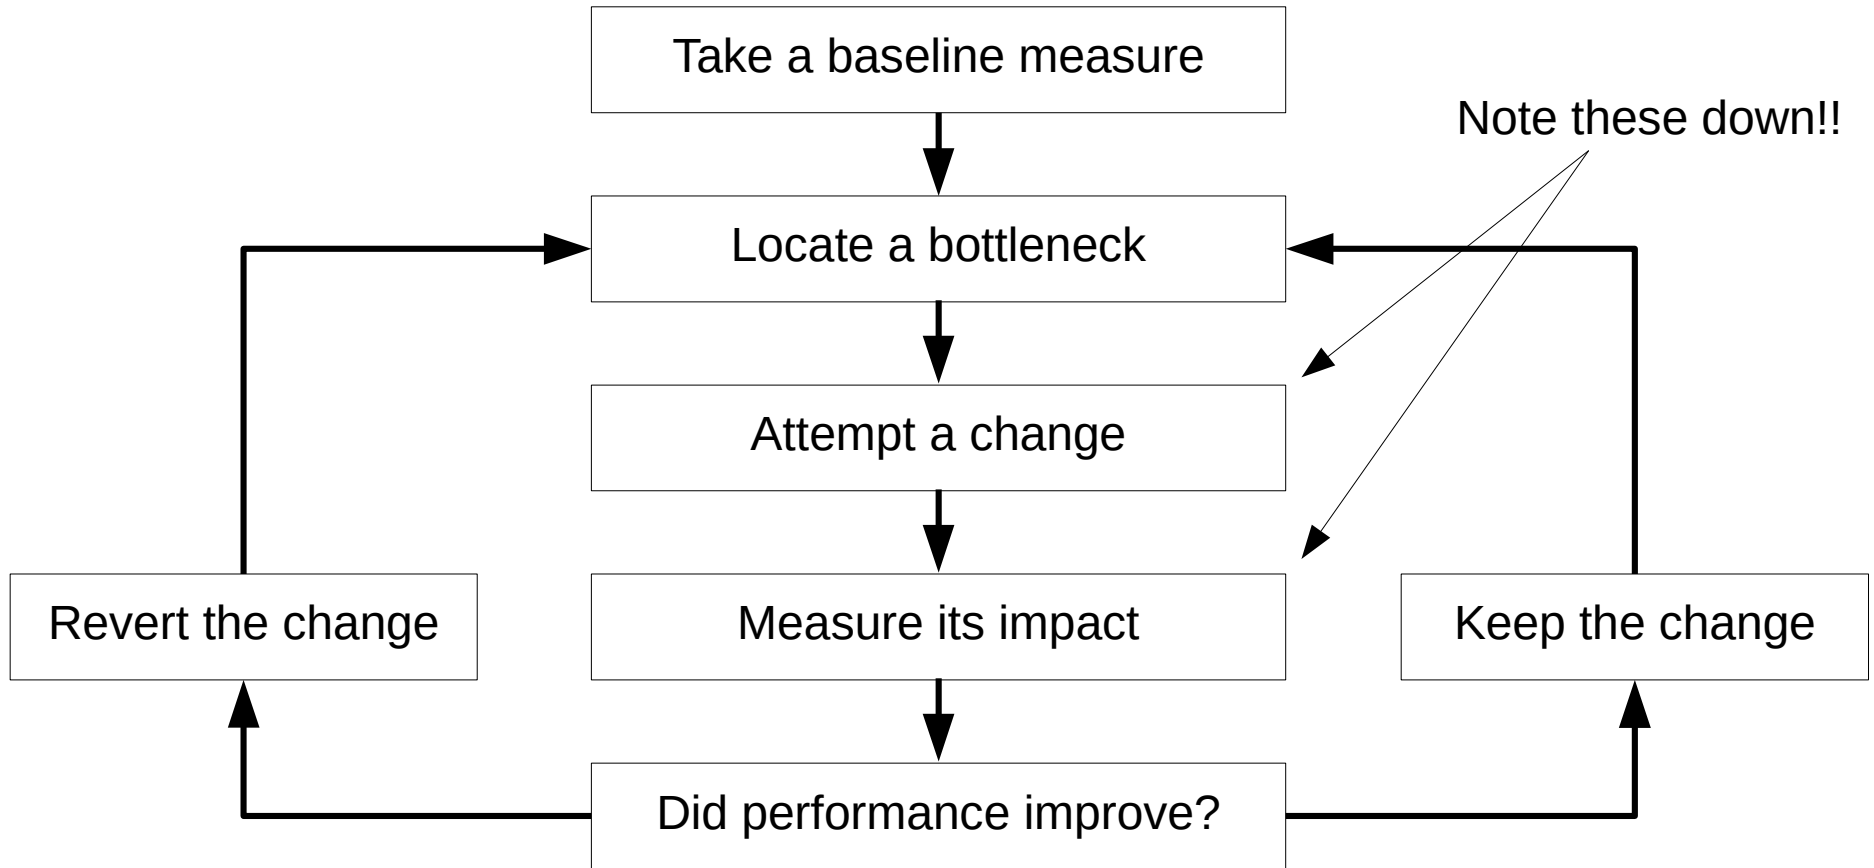 Take a baseline measure
Note these down!!
Locate a bottleneck
Attempt a change
Revert the change
Measure its impact
Keep the change
Did performance improve?